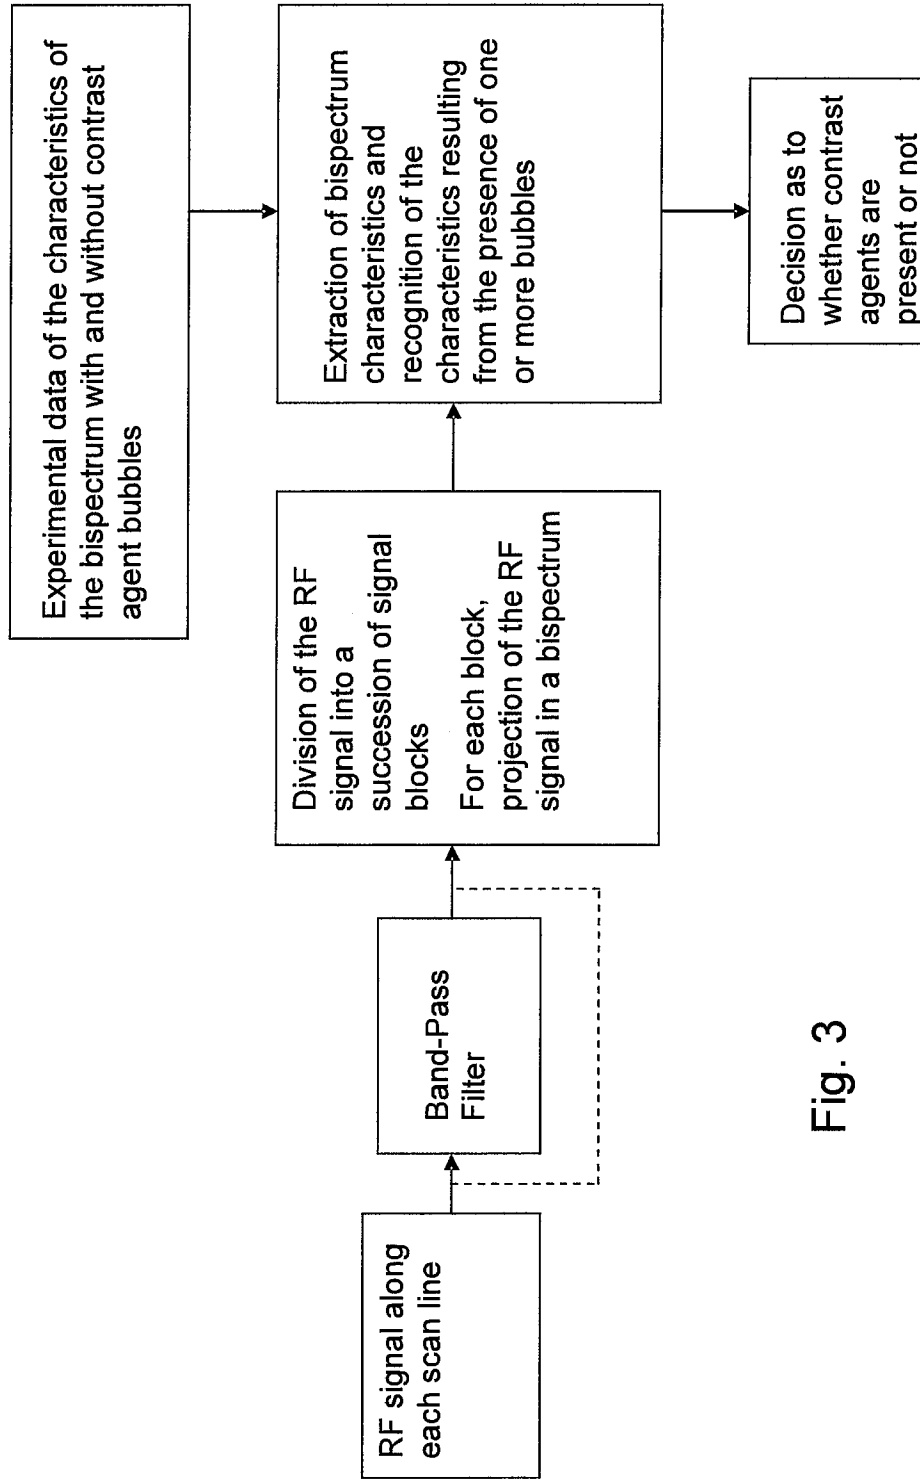 Experimental data of the characteristics of
the bispectrum with and without contrast
agent bubbles
RF signal along
each scan line
Band-Pass
Filter
Division of the RF
signal into a
succession of signal
blocks
For each block,
projection of the RF
signal in a bispectrum
Extraction of bispectrum
characteristics and
recognition of the
characteristics resulting
from the presence of one
or more bubbles
Decision as to
whether contrast
agents are
present or not
Fig. 3